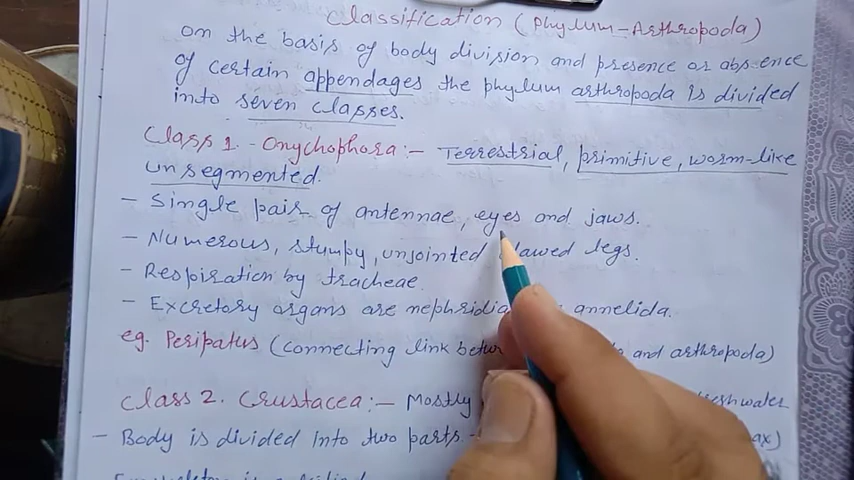 Classification (Phylum-Arthropoda)
on the basis of body division and presence or absence
of certain appendages the phylum arthropoda is divided
into seven classes.
Class 1. Onychophora:- Terrestrial, primitive, worm-like
unsegmented.
- Single pair of antennae, eyes and jaws.
- Numerous, stumpy, unjointed clawed legs.
- Respiration by tracheae.
- Excretory organs are nephridia annelida.
eg. Peripatus (connecting link and arthropoda)
Class 2. Crustacea:- Mostly freshwater
- Body is divided into two parts -